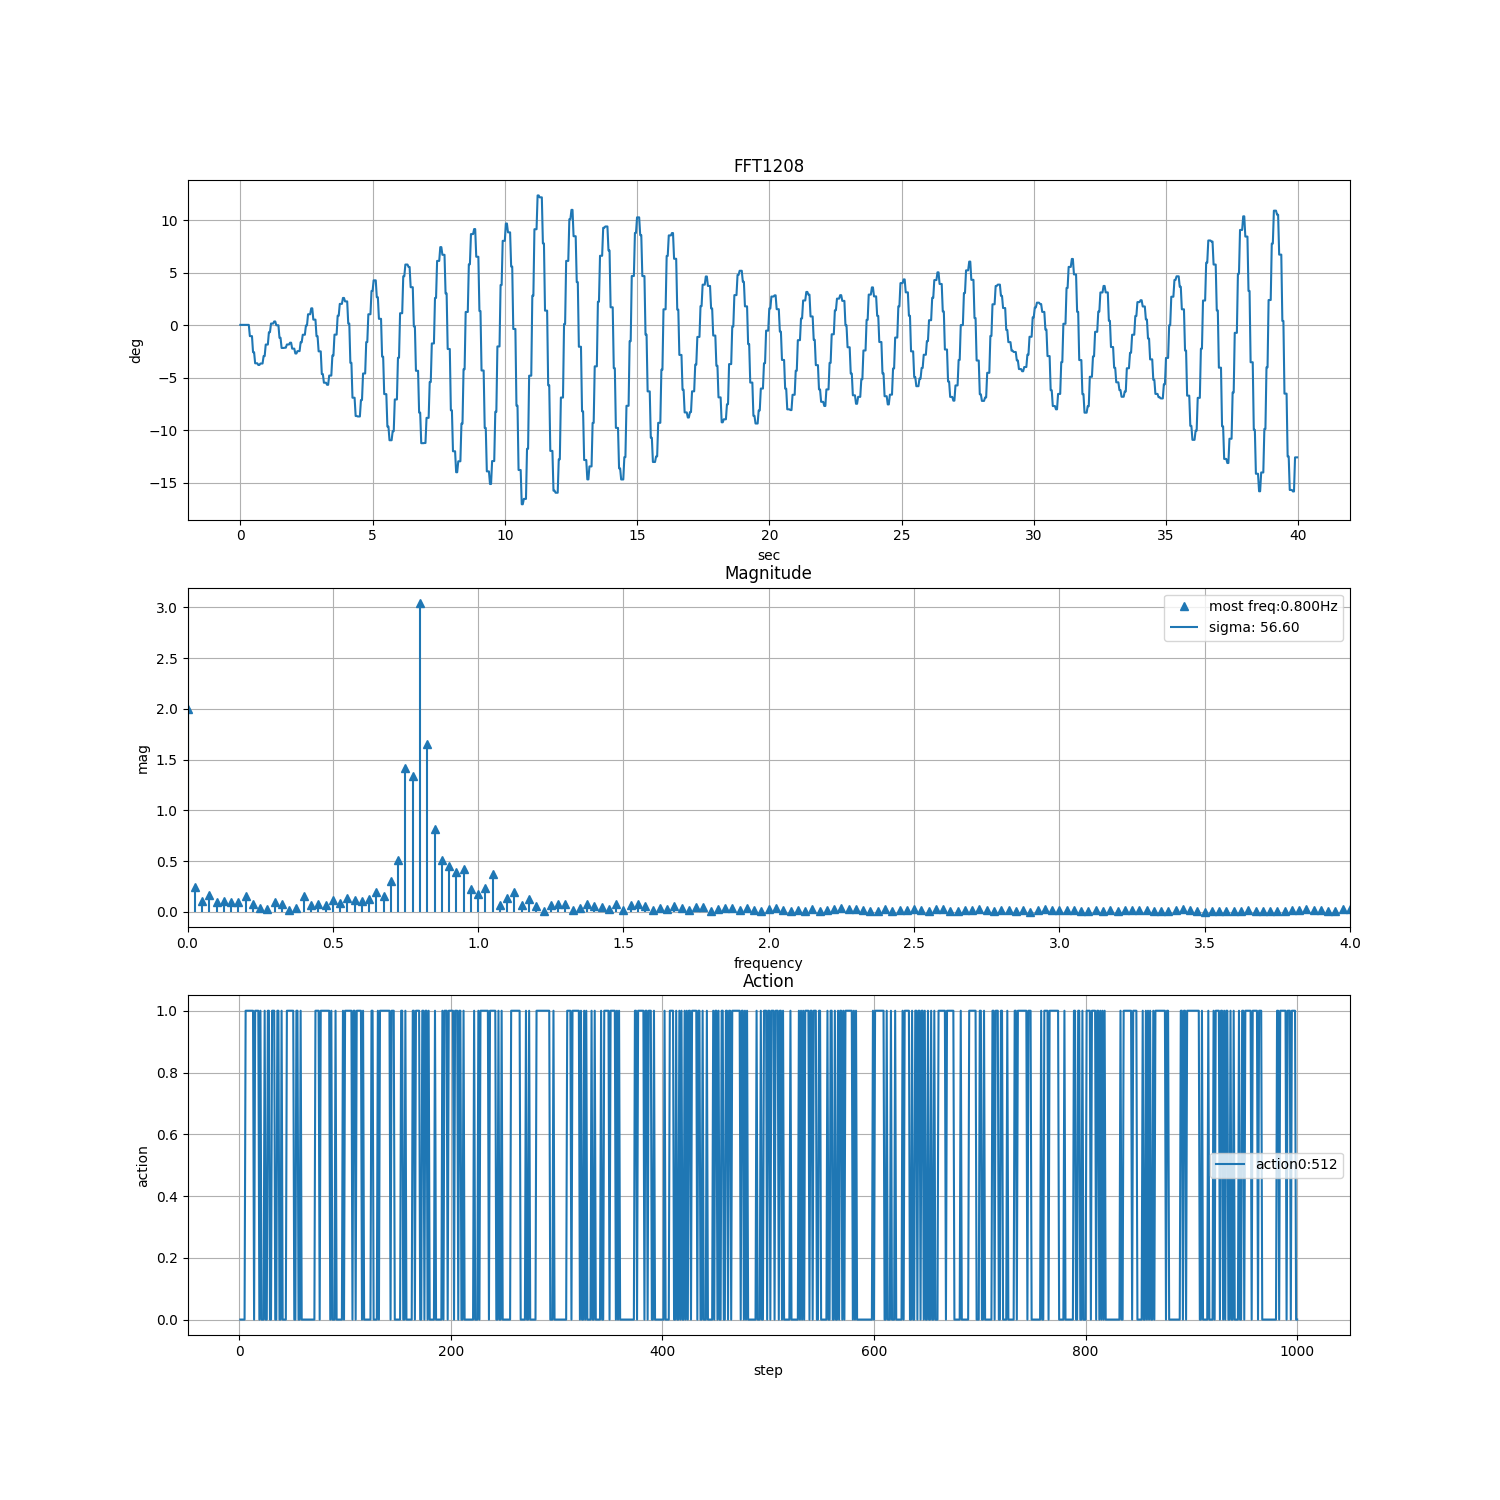 FFT1208
10
5
0
−5
−10
−15
deg
0 5 10 15 20 25 30 35 40
sec
Magnitude
3.0
2.5
2.0
1.5
1.0
0.5
0.0
mag
most freq:0.800Hz
sigma: 56.60
0.0 0.5 1.0 1.5 2.0 2.5 3.0 3.5 4.0
frequency
Action
1.0
0.8
0.6
0.4
0.2
0.0
action
action0:512
0 200 400 600 800 1000
step